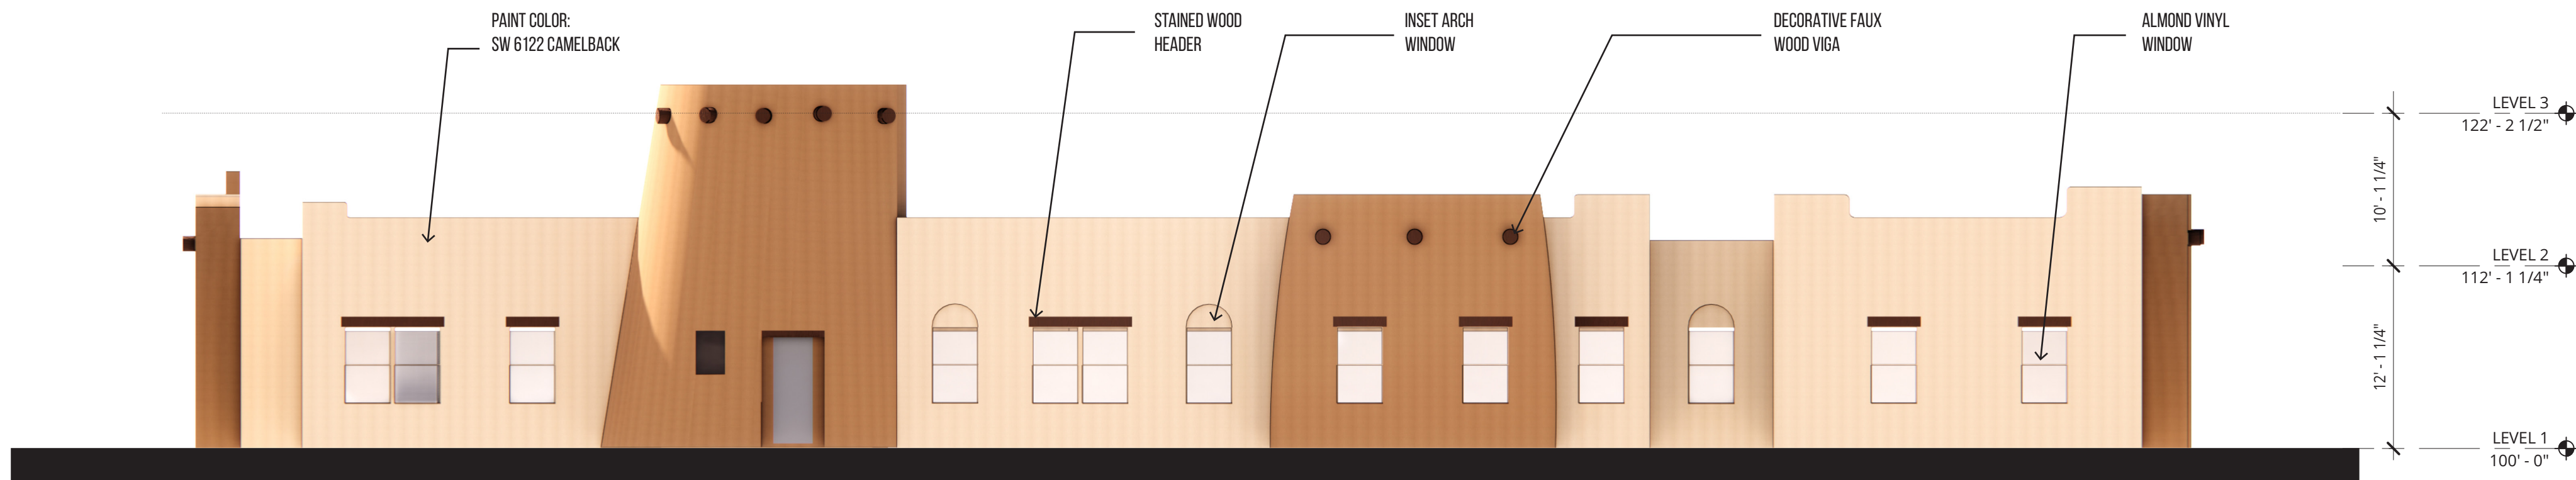 PAINT COLOR:
SW 6122 CAMELBACK
STAINED WOOD
HEADER
INSET ARCH
WINDOW
DECORATIVE FAUX
WOOD VIGA
ALMOND VINYL
WINDOW
LEVEL 3
122' - 2 1/2"
10' - 1 1/4"
LEVEL 2
112' - 1 1/4"
12' - 1 1/4"
LEVEL 1
100' - 0"